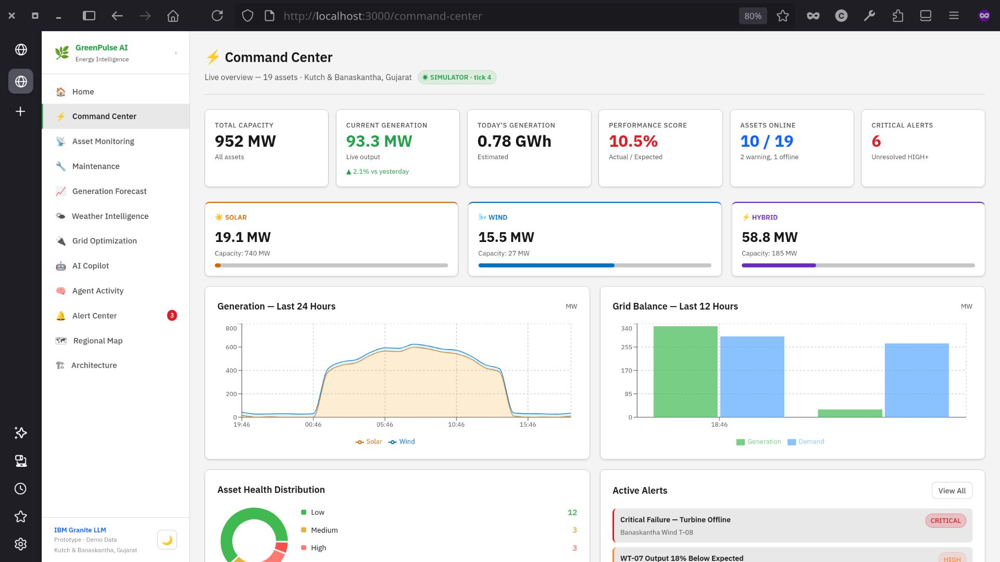 http://localhost:3000/command-center
80%
GreenPulse AI
Energy Intelligence
Home
Command Center
Asset Monitoring
Maintenance
Generation Forecast
Weather Intelligence
Grid Optimization
AI Copilot
Agent Activity
Alert Center
3
Regional Map
Architecture
IBM Granite LLM
Prototype · Demo Data
Kutch & Banaskantha, Gujarat
Command Center
Live overview — 19 assets · Kutch & Banaskantha, Gujarat
SIMULATOR · tick 4
TOTAL CAPACITY
952 MW
All assets
CURRENT GENERATION
93.3 MW
Live output
▲ 2.1% vs yesterday
TODAY'S GENERATION
0.78 GWh
Estimated
PERFORMANCE SCORE
10.5%
Actual / Expected
ASSETS ONLINE
10 / 19
2 warning, 1 offline
CRITICAL ALERTS
6
Unresolved HIGH+
SOLAR
19.1 MW
Capacity: 740 MW
WIND
15.5 MW
Capacity: 27 MW
HYBRID
58.8 MW
Capacity: 185 MW
Generation — Last 24 Hours
MW
800
600
400
200
0
19:46
00:46
05:46
10:46
15:46
Solar
Wind
Grid Balance — Last 12 Hours
MW
340
255
170
85
0
18:46
Generation
Demand
Asset Health Distribution
Low
12
Medium
3
High
3
Active Alerts
View All
Critical Failure — Turbine Offline
CRITICAL
Banaskantha Wind T-08
WT-07 Output 18% Below Expected
HIGH